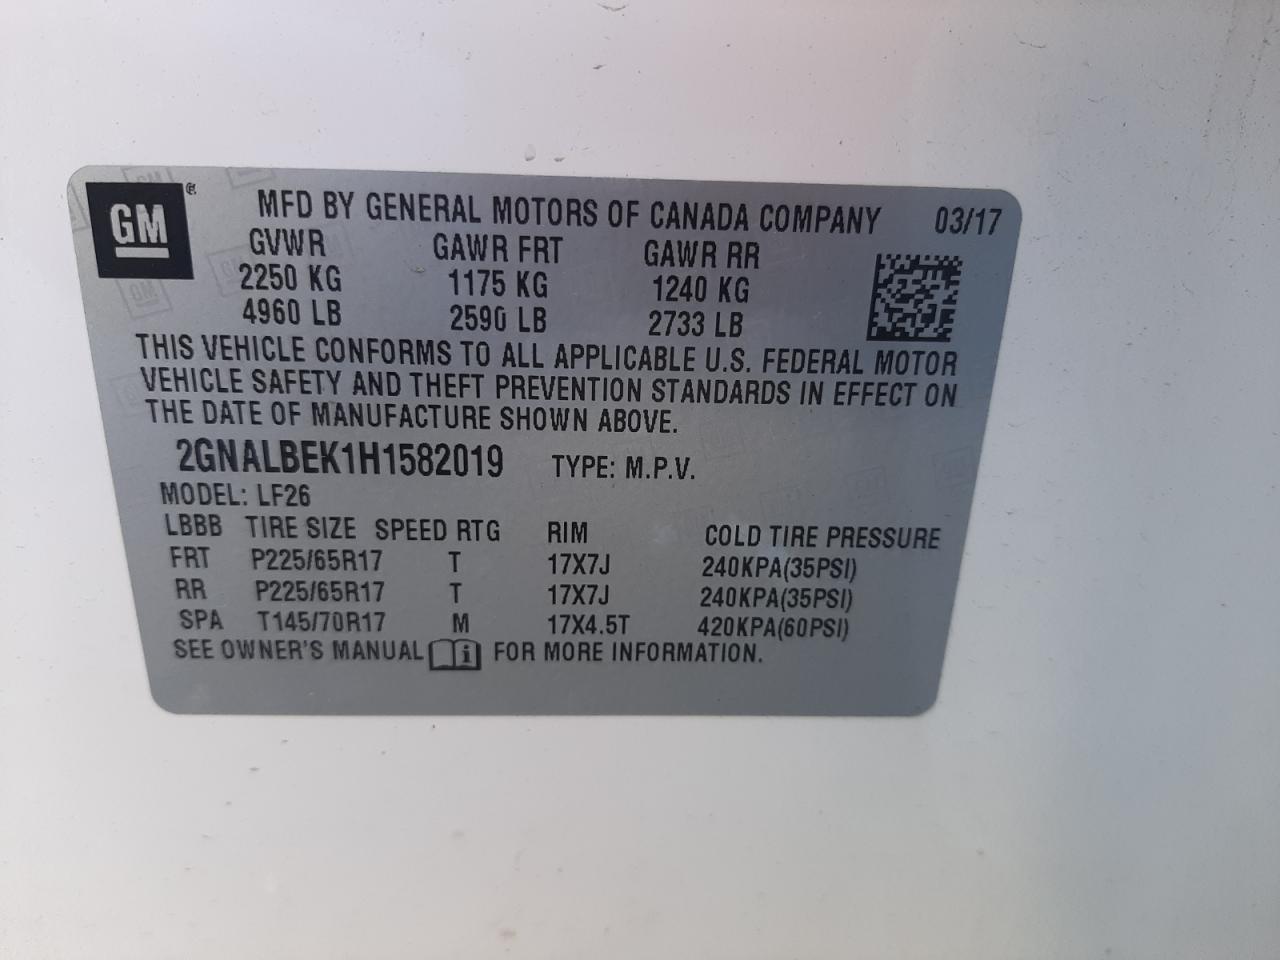 GM ®
MFD BY GENERAL MOTORS OF CANADA COMPANY 03/17
GVWR GAWR FRT GAWR RR
2250 KG 1175 KG 1240 KG
4960 LB 2590 LB 2733 LB
THIS VEHICLE CONFORMS TO ALL APPLICABLE U.S. FEDERAL MOTOR
VEHICLE SAFETY AND THEFT PREVENTION STANDARDS IN EFFECT ON
THE DATE OF MANUFACTURE SHOWN ABOVE.
2GNALBEK1H1582019 TYPE: M.P.V.
MODEL: LF26
LBBB TIRE SIZE SPEED RTG RIM COLD TIRE PRESSURE
FRT P225/65R17 T 17X7J 240KPA(35PSI)
RR P225/65R17 T 17X7J 240KPA(35PSI)
SPA T145/70R17 M 17X4.5T 420KPA(60PSI)
SEE OWNER'S MANUAL i FOR MORE INFORMATION.